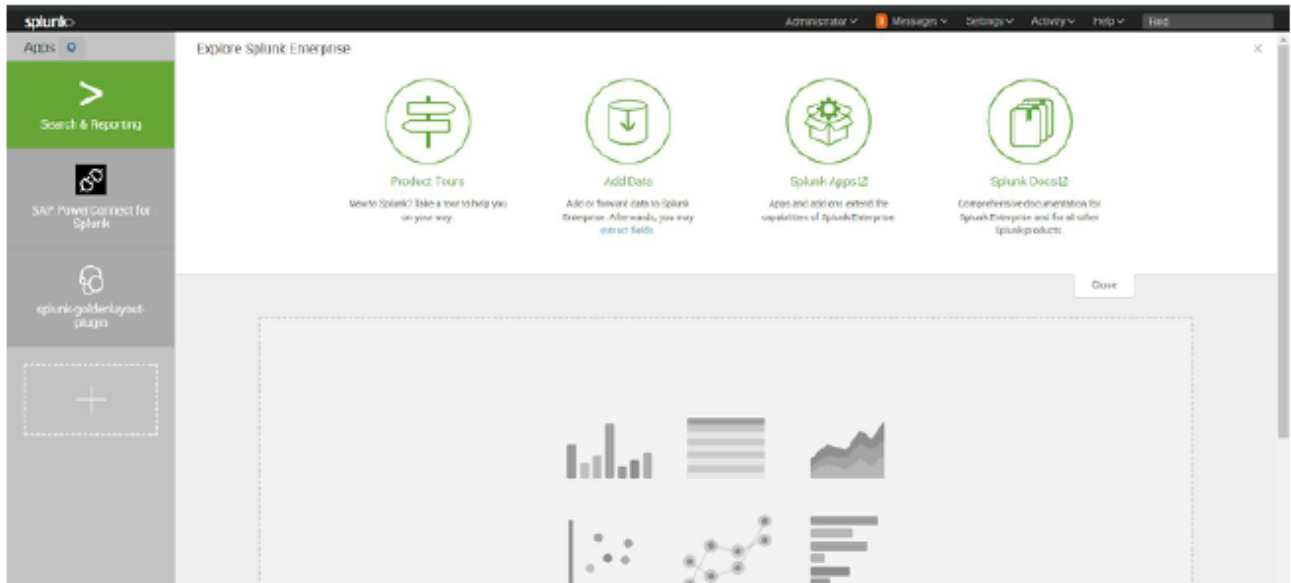 splunk>
Administrator
Messages
Settings
Activity
Help
Find
Apps
Explore Splunk Enterprise
Search & Reporting
SAP PowerConnect for
Splunk
splunk-goldenlayout-
plugin
Product Tours
New to Splunk? Take a tour to help you
on your way.
Add Data
Add or forward data to Splunk
Enterprise. Afterwards, you may
extract fields.
Splunk Apps
Apps and add-ons extend the
capabilities of Splunk Enterprise
Splunk Docs
Comprehensive documentation for
Splunk Enterprise and for all other
Splunk products.
Close